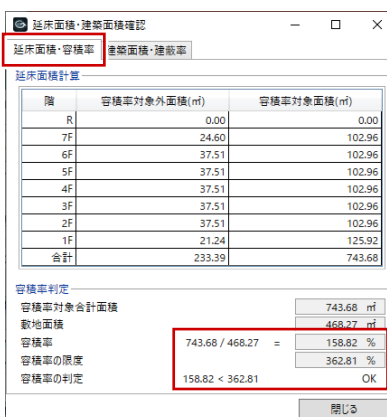 延床面積・建築面積確認
延床面積・容積率 建築面積・建蔽率
延床面積計算
階 容積率対象外面積(㎡) 容積率対象面積(㎡)
R 0.00 0.00
7F 24.60 102.96
6F 37.51 102.96
5F 37.51 102.96
4F 37.51 102.96
3F 37.51 102.96
2F 37.51 102.96
1F 21.24 125.92
合計 233.39 743.68
容積率判定
容積率対象合計面積 743.68 ㎡
敷地面積 468.27 ㎡
容積率 743.68 / 468.27 = 158.82 %
容積率の限度 362.81 %
容積率の判定 158.82 < 362.81 OK
閉じる